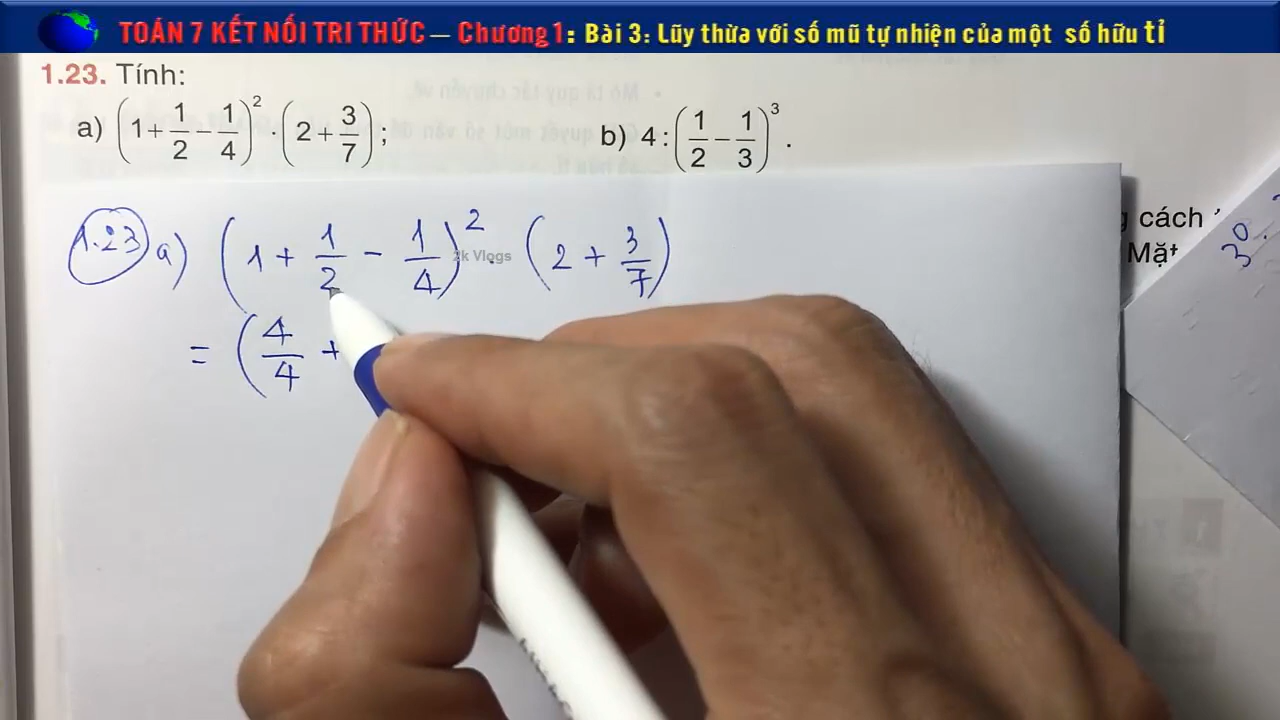 TOÁN 7 KẾT NỐI TRI THỨC – Chương 1: Bài 3: Lũy thừa với số mũ tự nhiện của một số hữu tỉ
1.23. Tính:
a) (1 + 1/2 − 1/4)² · (2 + 3/7);
b) 4 : (1/2 − 1/3)³.
1.23 a) (1 + 1/2 − 1/4)² · (2 + 3/7)
2k Vlogs
= (4/4 +
cách
Mặt